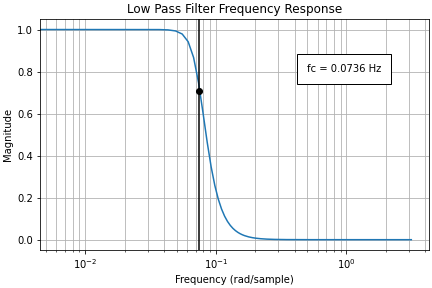 Low Pass Filter Frequency Response
1.0
0.8
0.6
0.4
0.2
0.0
Magnitude
fc = 0.0736 Hz
10⁻²
10⁻¹
10⁰
Frequency (rad/sample)